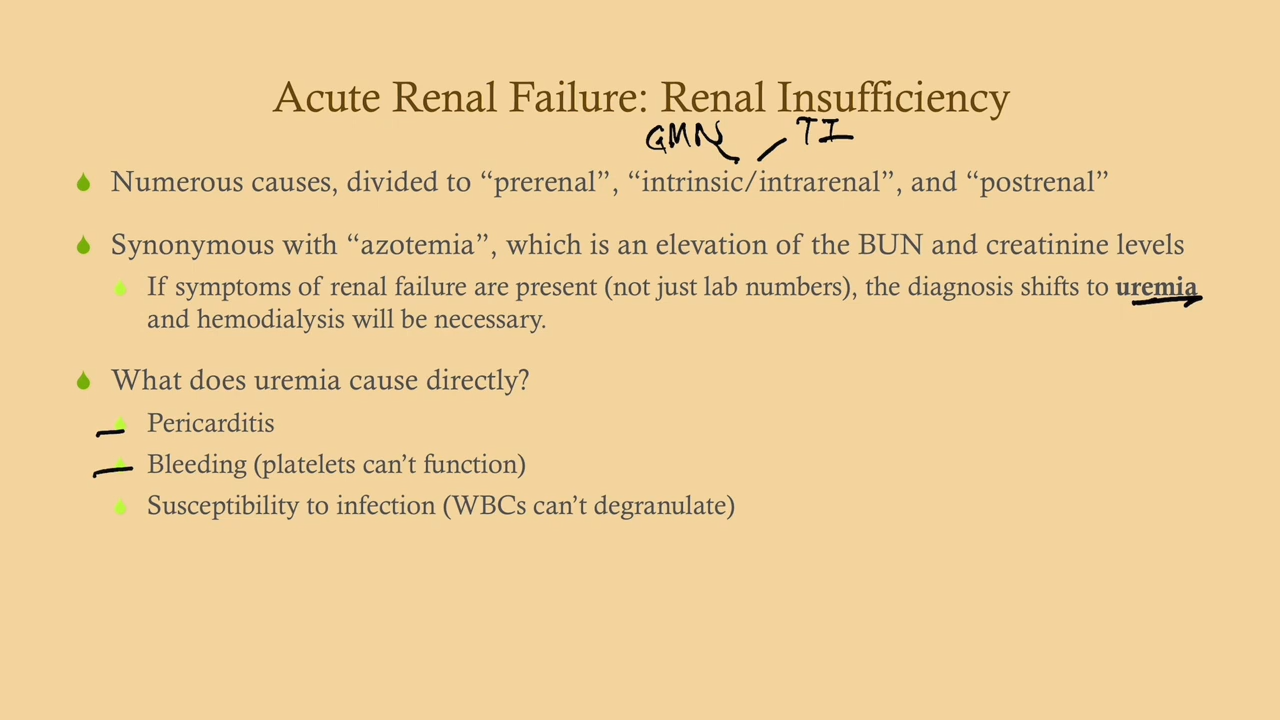 Acute Renal Failure: Renal Insufficiency
GMN TI
Numerous causes, divided to “prerenal”, “intrinsic/intrarenal”, and “postrenal”
Synonymous with “azotemia”, which is an elevation of the BUN and creatinine levels
If symptoms of renal failure are present (not just lab numbers), the diagnosis shifts to uremia
and hemodialysis will be necessary.
What does uremia cause directly?
Pericarditis
Bleeding (platelets can’t function)
Susceptibility to infection (WBCs can’t degranulate)